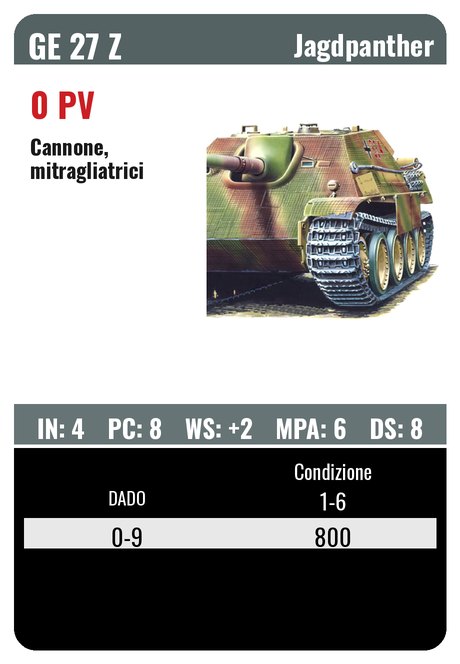 GE 27 Z Jagdpanther
0 PV
Cannone,
mitragliatrici
IN: 4 PC: 8 WS: +2 MPA: 6 DS: 8
Condizione
DADO 1-6
0-9 800